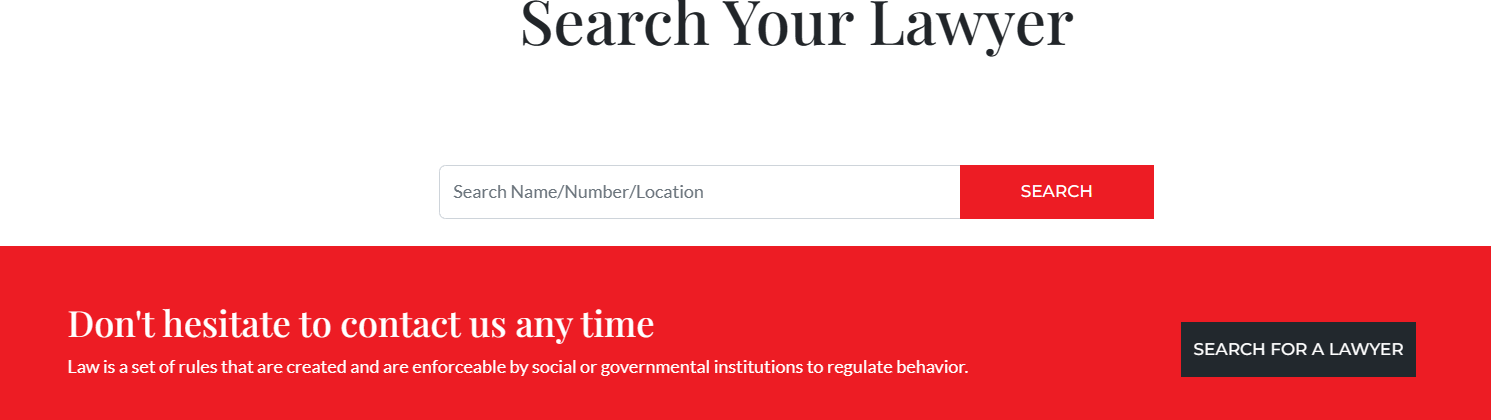 Search Your Lawyer
Search Name/Number/Location
SEARCH
Don't hesitate to contact us any time
Law is a set of rules that are created and are enforceable by social or governmental institutions to regulate behavior.
SEARCH FOR A LAWYER